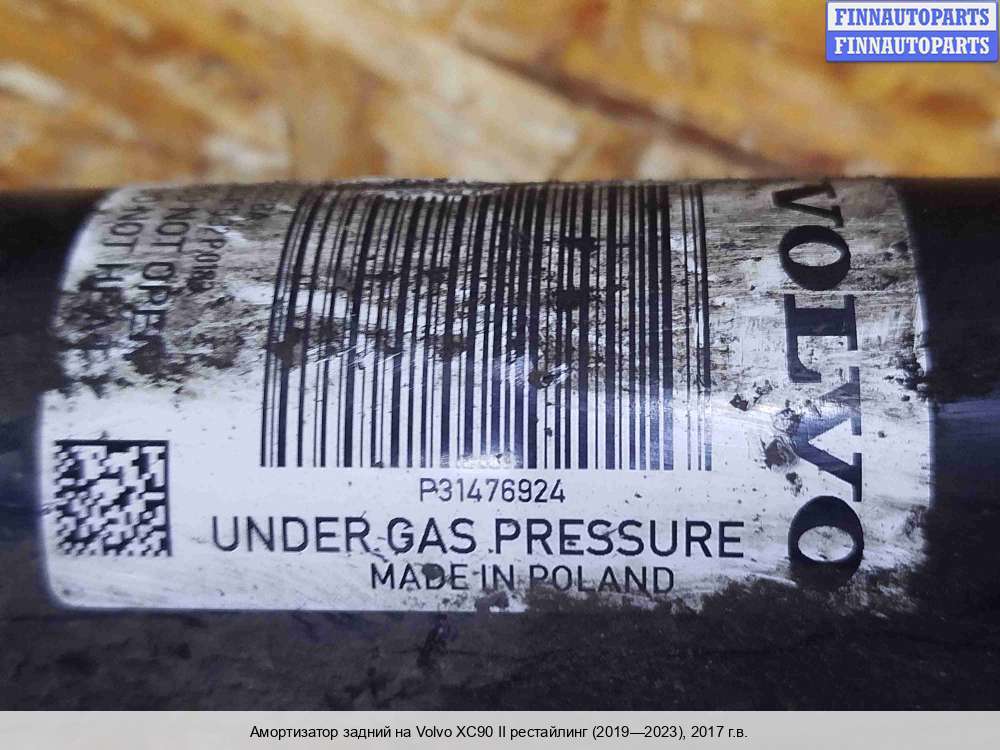 FINNAUTOPARTS
FINNAUTOPARTS
VOLVO
NOT OPEN
NOT
P31476924
UNDER GAS PRESSURE
MADE IN POLAND
Амортизатор задний на Volvo XC90 II рестайлинг (2019—2023), 2017 г.в.